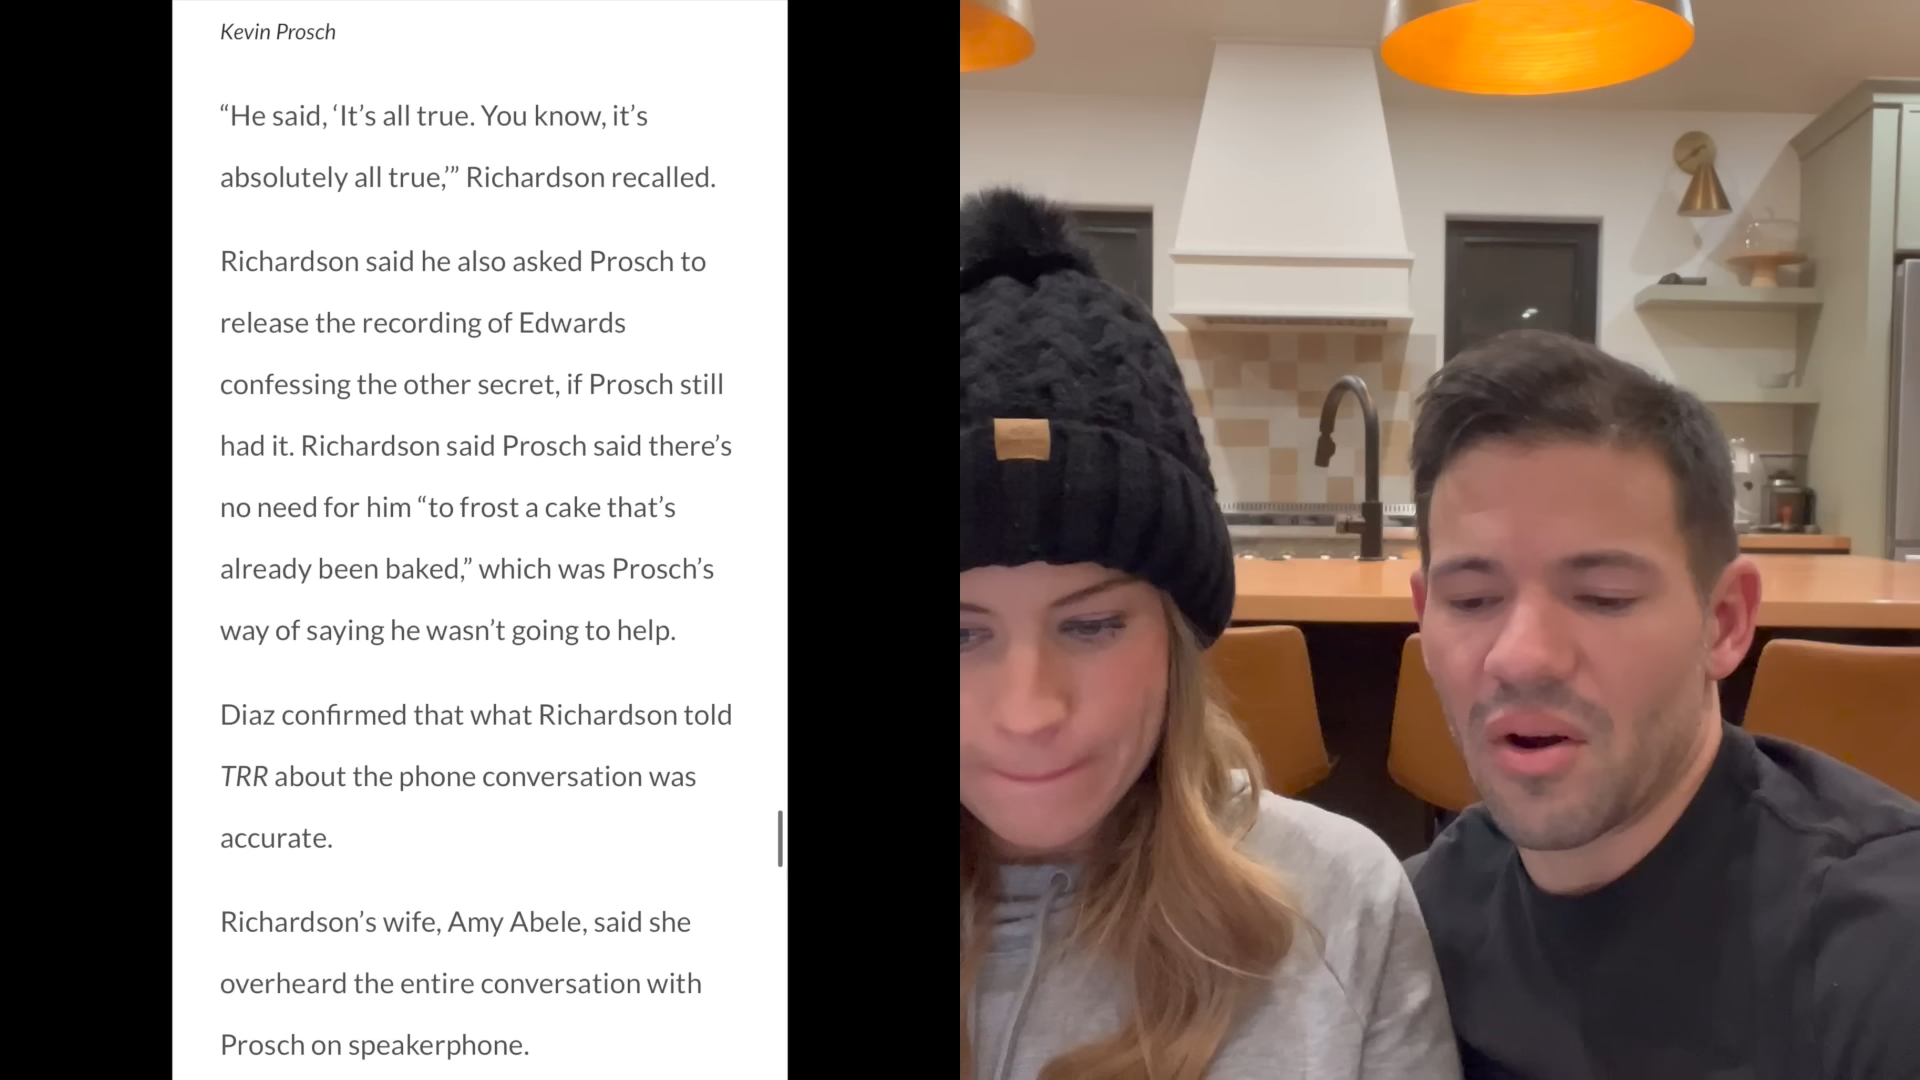 Kevin Prosch
“He said, ‘It’s all true. You know, it’s
absolutely all true,’” Richardson recalled.
Richardson said he also asked Prosch to
release the recording of Edwards
confessing the other secret, if Prosch still
had it. Richardson said Prosch said there’s
no need for him “to frost a cake that’s
already been baked,” which was Prosch’s
way of saying he wasn’t going to help.
Diaz confirmed that what Richardson told
TRR about the phone conversation was
accurate.
Richardson’s wife, Amy Abele, said she
overheard the entire conversation with
Prosch on speakerphone.